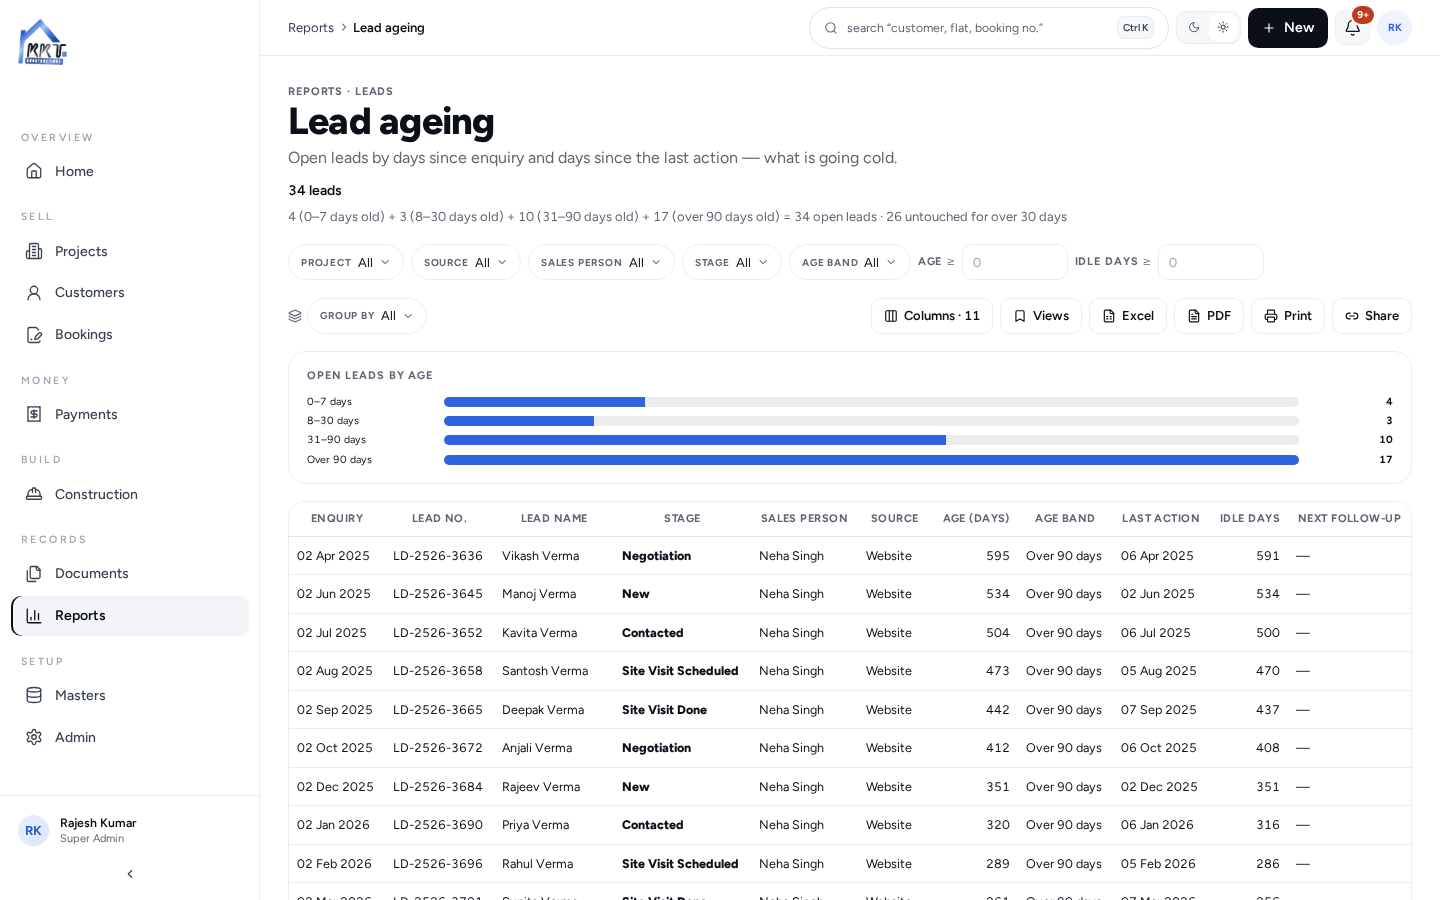 RKT
CONSTRUCTIONS
Reports > Lead ageing
search “customer, flat, booking no.”
Ctrl K
+ New
9+
RK
OVERVIEW
Home
SELL
Projects
Customers
Bookings
MONEY
Payments
BUILD
Construction
RECORDS
Documents
Reports
SETUP
Masters
Admin
RK
Rajesh Kumar
Super Admin
REPORTS · LEADS
Lead ageing
Open leads by days since enquiry and days since the last action — what is going cold.
34 leads
4 (0–7 days old) + 3 (8–30 days old) + 10 (31–90 days old) + 17 (over 90 days old) = 34 open leads · 26 untouched for over 30 days
PROJECT All SOURCE All SALES PERSON All STAGE All AGE BAND All AGE ≥ 0 IDLE DAYS ≥ 0
GROUP BY All
Columns · 11 Views Excel PDF Print Share
OPEN LEADS BY AGE
0–7 days 4
8–30 days 3
31–90 days 10
Over 90 days 17
ENQUIRY LEAD NO. LEAD NAME STAGE SALES PERSON SOURCE AGE (DAYS) AGE BAND LAST ACTION IDLE DAYS NEXT FOLLOW-UP
02 Apr 2025 LD-2526-3636 Vikash Verma Negotiation Neha Singh Website 595 Over 90 days 06 Apr 2025 591 —
02 Jun 2025 LD-2526-3645 Manoj Verma New Neha Singh Website 534 Over 90 days 02 Jun 2025 534 —
02 Jul 2025 LD-2526-3652 Kavita Verma Contacted Neha Singh Website 504 Over 90 days 06 Jul 2025 500 —
02 Aug 2025 LD-2526-3658 Santosh Verma Site Visit Scheduled Neha Singh Website 473 Over 90 days 05 Aug 2025 470 —
02 Sep 2025 LD-2526-3665 Deepak Verma Site Visit Done Neha Singh Website 442 Over 90 days 07 Sep 2025 437 —
02 Oct 2025 LD-2526-3672 Anjali Verma Negotiation Neha Singh Website 412 Over 90 days 06 Oct 2025 408 —
02 Dec 2025 LD-2526-3684 Rajeev Verma New Neha Singh Website 351 Over 90 days 02 Dec 2025 351 —
02 Jan 2026 LD-2526-3690 Priya Verma Contacted Neha Singh Website 320 Over 90 days 06 Jan 2026 316 —
02 Feb 2026 LD-2526-3696 Rahul Verma Site Visit Scheduled Neha Singh Website 289 Over 90 days 05 Feb 2026 286 —